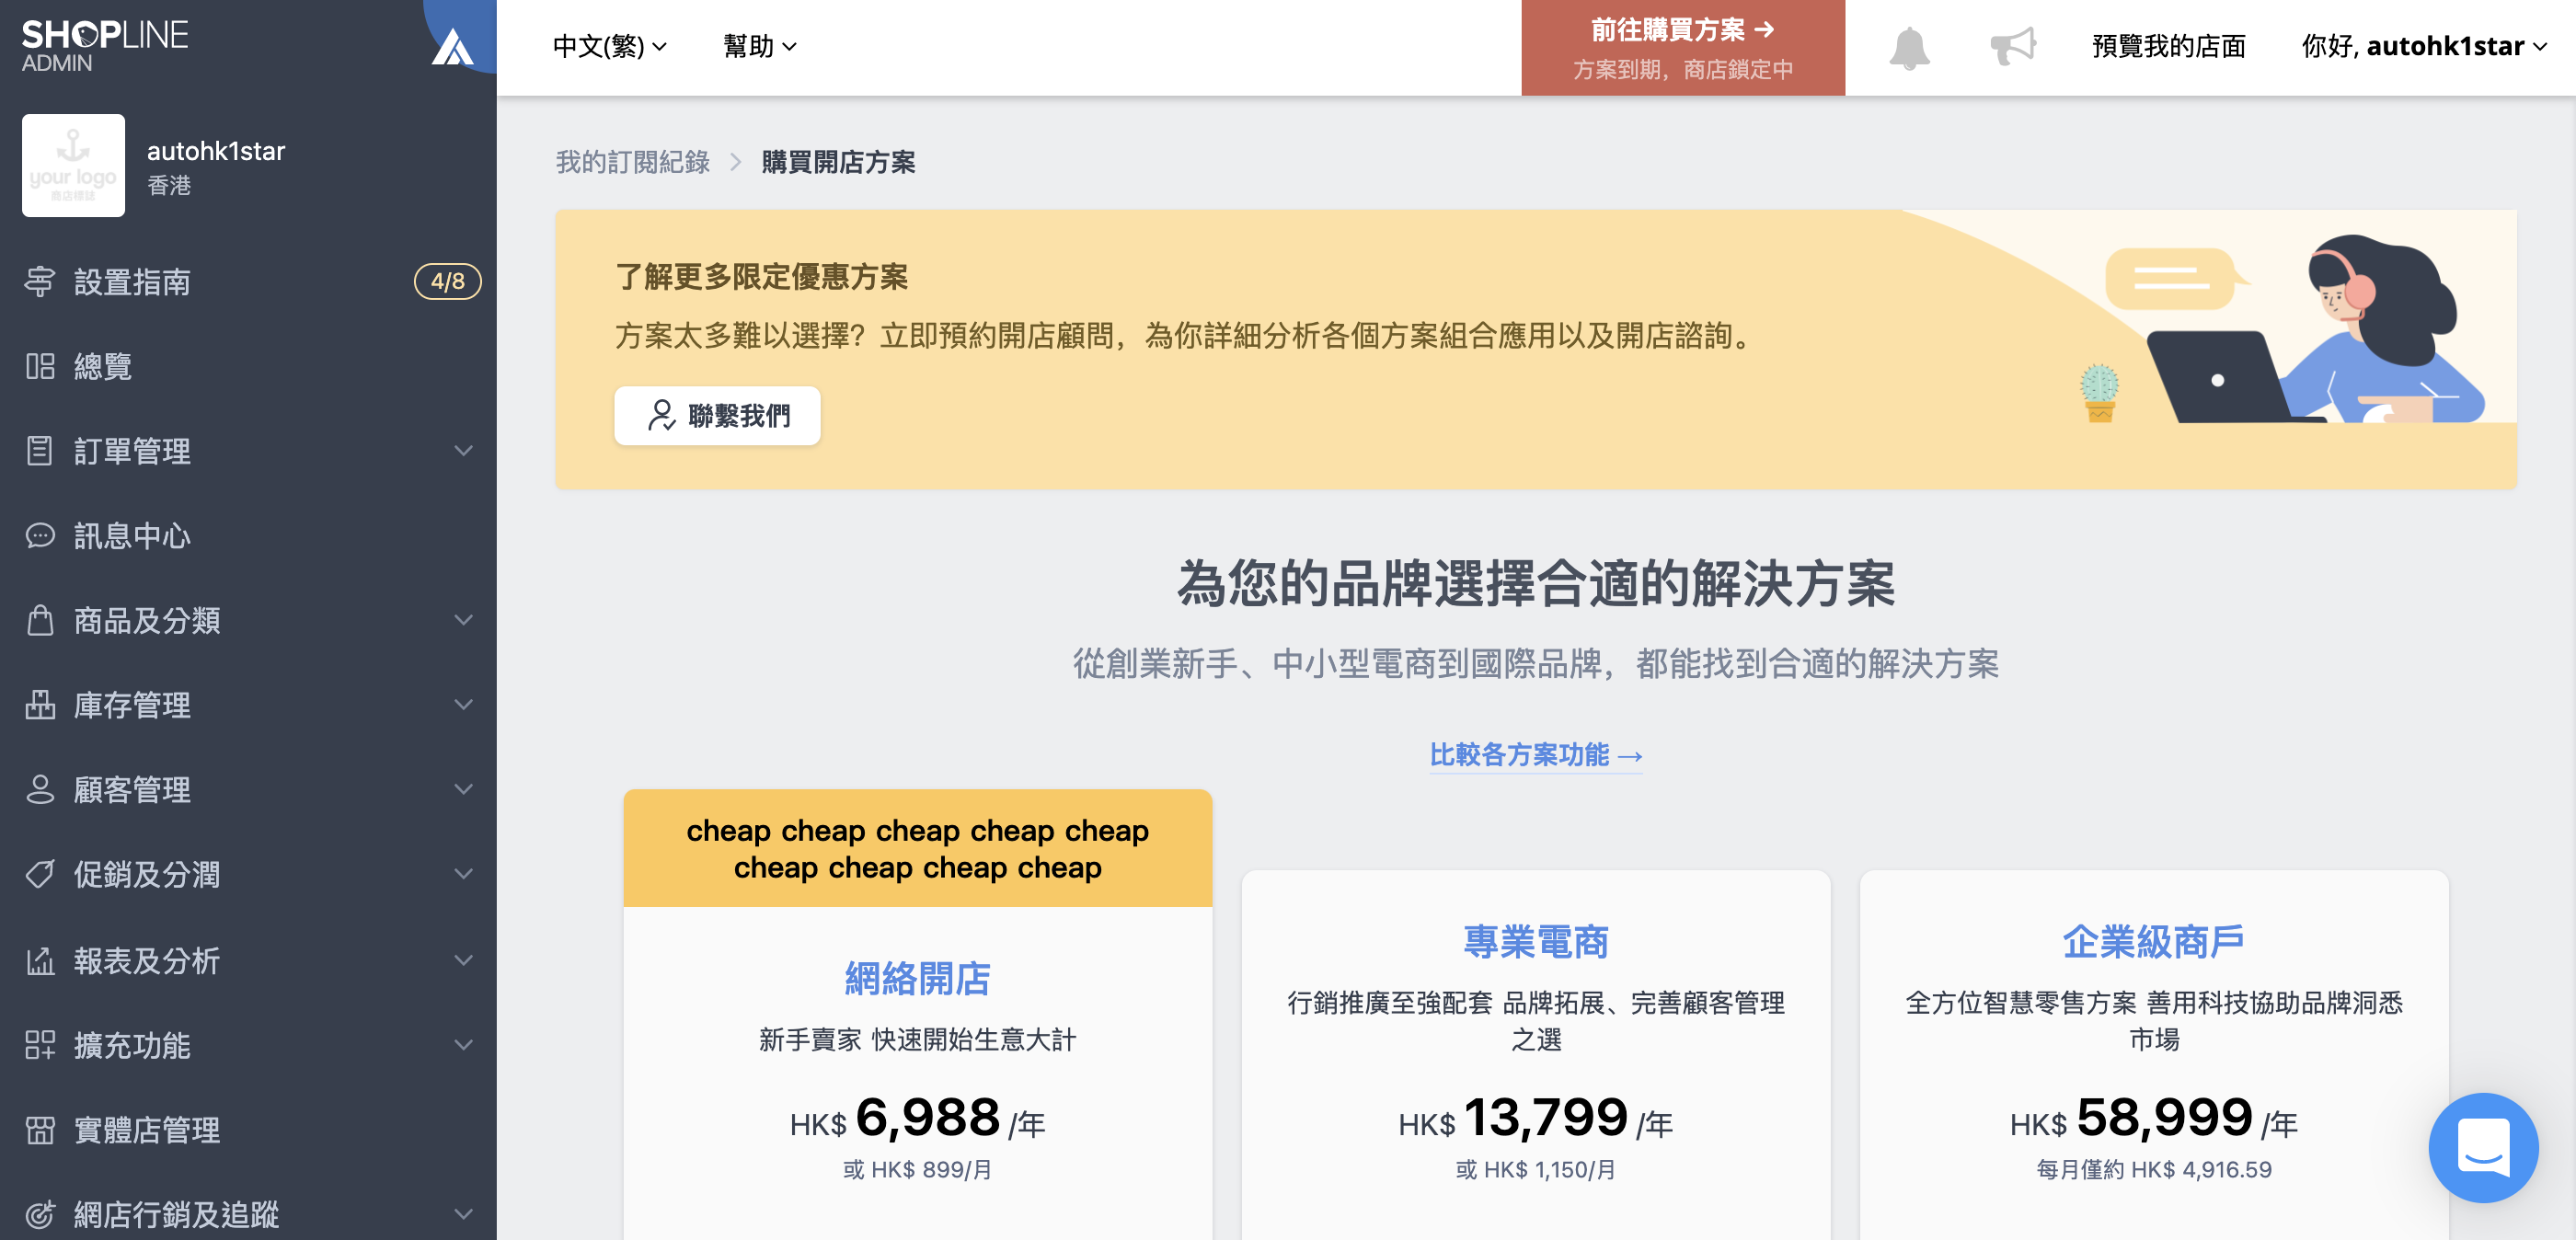 SHOPLINE
ADMIN
中文(繁)
幫助
前往購買方案 →
方案到期，商店鎖定中
預覽我的店面
你好, autohk1star
your logo
商店標誌
autohk1star
香港
設置指南
4/8
總覽
訂單管理
訊息中心
商品及分類
庫存管理
顧客管理
促銷及分潤
報表及分析
擴充功能
實體店管理
網店行銷及追蹤
我的訂閱紀錄 > 購買開店方案
了解更多限定優惠方案
方案太多難以選擇？立即預約開店顧問，為你詳細分析各個方案組合應用以及開店諮詢。
聯繫我們
為您的品牌選擇合適的解決方案
從創業新手、中小型電商到國際品牌，都能找到合適的解決方案
比較各方案功能 →
cheap cheap cheap cheap cheap
cheap cheap cheap cheap
網絡開店
新手賣家 快速開始生意大計
HK$ 6,988 /年
或 HK$ 899/月
專業電商
行銷推廣至強配套 品牌拓展、完善顧客管理
之選
HK$ 13,799 /年
或 HK$ 1,150/月
企業級商戶
全方位智慧零售方案 善用科技協助品牌洞悉
市場
HK$ 58,999 /年
每月僅約 HK$ 4,916.59